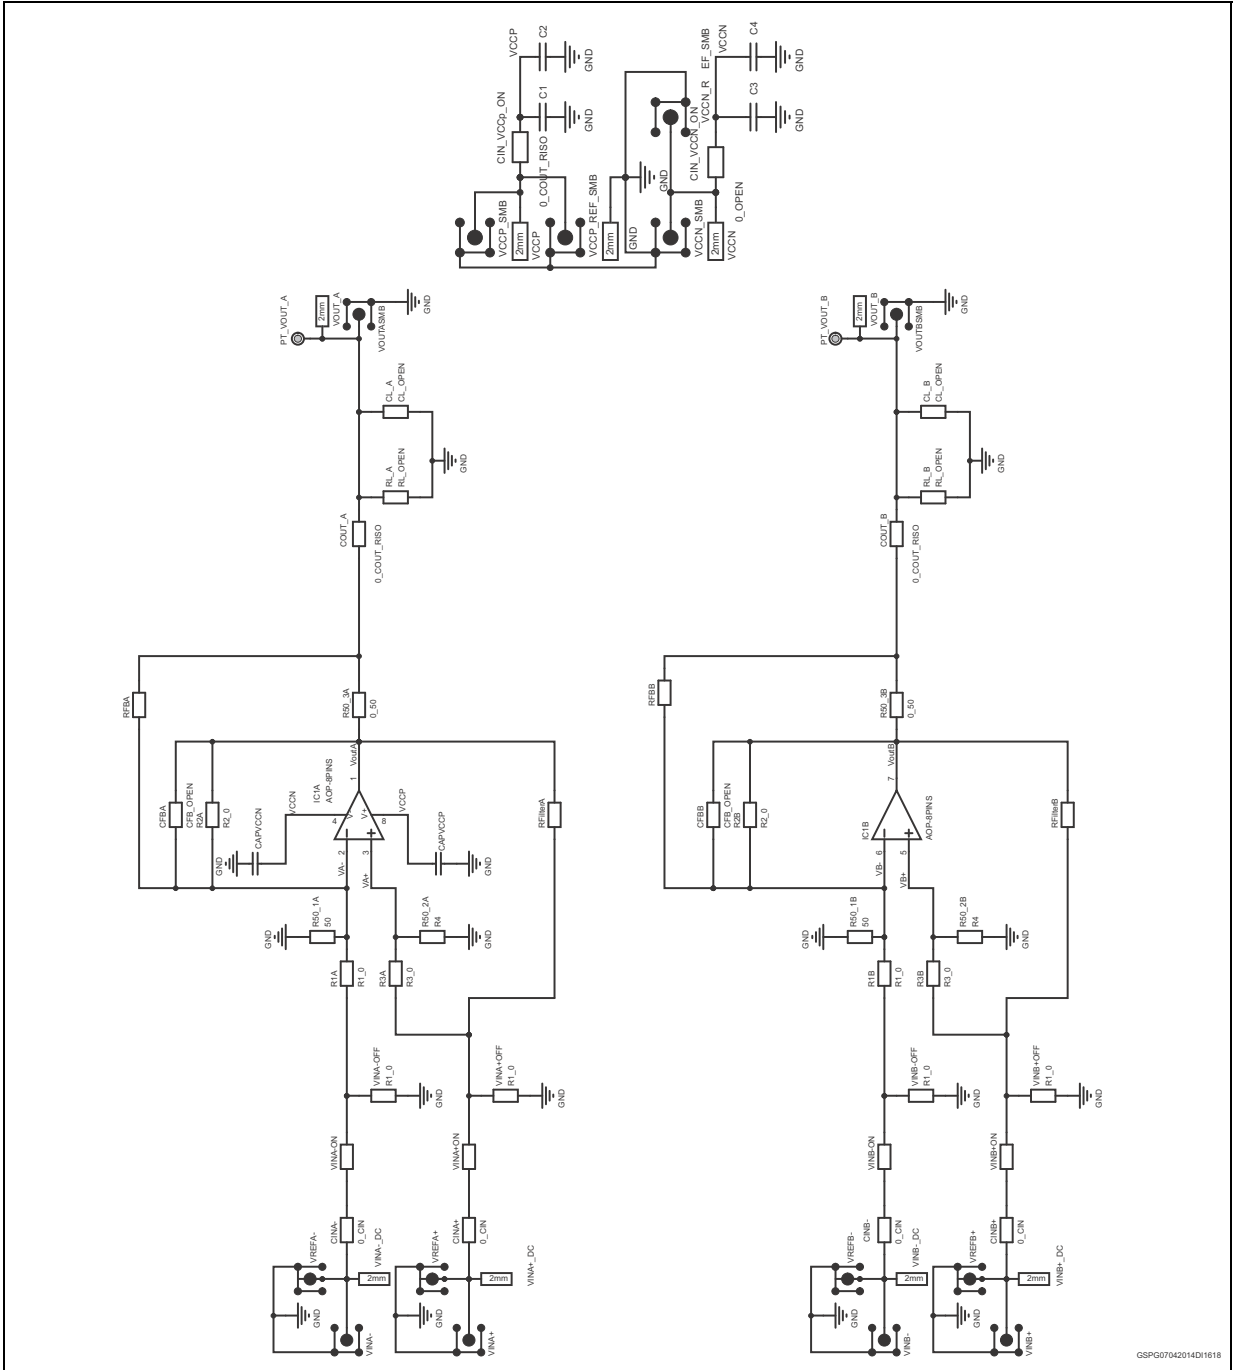 VCCP
C2
GND
CIN_VCCp_ON
C1
GND
0_COUT_RISO
VCCP_SMB
2mm
VCCP
VCCP_REF_SMB
2mm
GND
GND
VCCN_R EF_SMB
VCCN
C4
GND
C3
GND
CIN_VCCN_ON
0_OPEN
VCCN_SMB
2mm
VCCN
PT_VOUT_A
2mm
VOUT_A
VOUTASMB
GND
CL_A
CL_OPEN
RL_A
RL_OPEN
GND
COUT_A
0_COUT_RISO
RFBA
R50_3A
0_50
CFBA
CFB_OPEN
R2A
R2_0
GND
CAPVCCN
VCCN
IC1A
AOP-8PINS
VoutA
1
4
V-
V+
8
VCCP
CAPVCCP
GND
2
VA-
3
VA+
RFilterA
GND
R50_1A
50
R50_2A
R4
GND
R1A
R1_0
R3A
R3_0
VINA-OFF
R1_0
GND
VINA+OFF
R1_0
GND
VINA-ON
VINA+ON
CINA-
0_CIN
CINA+
0_CIN
VREFA-
VINA-_DC
2mm
GND
VINA-
VREFA+
2mm
VINA+_DC
GND
VINA+
PT_VOUT_B
2mm
VOUT_B
VOUTBSMB
GND
CL_B
CL_OPEN
RL_B
RL_OPEN
GND
COUT_B
0_COUT_RISO
RFBB
R50_3B
0_50
CFBB
CFB_OPEN
R2B
R2_0
VoutB
7
IC1B
AOP-8PINS
6
VB-
5
VB+
RFilterB
GND
R50_1B
50
R50_2B
R4
GND
R1B
R1_0
R3B
R3_0
VINB-OFF
R1_0
GND
VINB+OFF
R1_0
GND
VINB-ON
VINB+ON
CINB-
0_CIN
CINB+
0_CIN
VREFB-
VINB-_DC
2mm
GND
VINB-
VREFB+
2mm
VINB+_DC
GND
VINB+
GSPG07042014DI1618